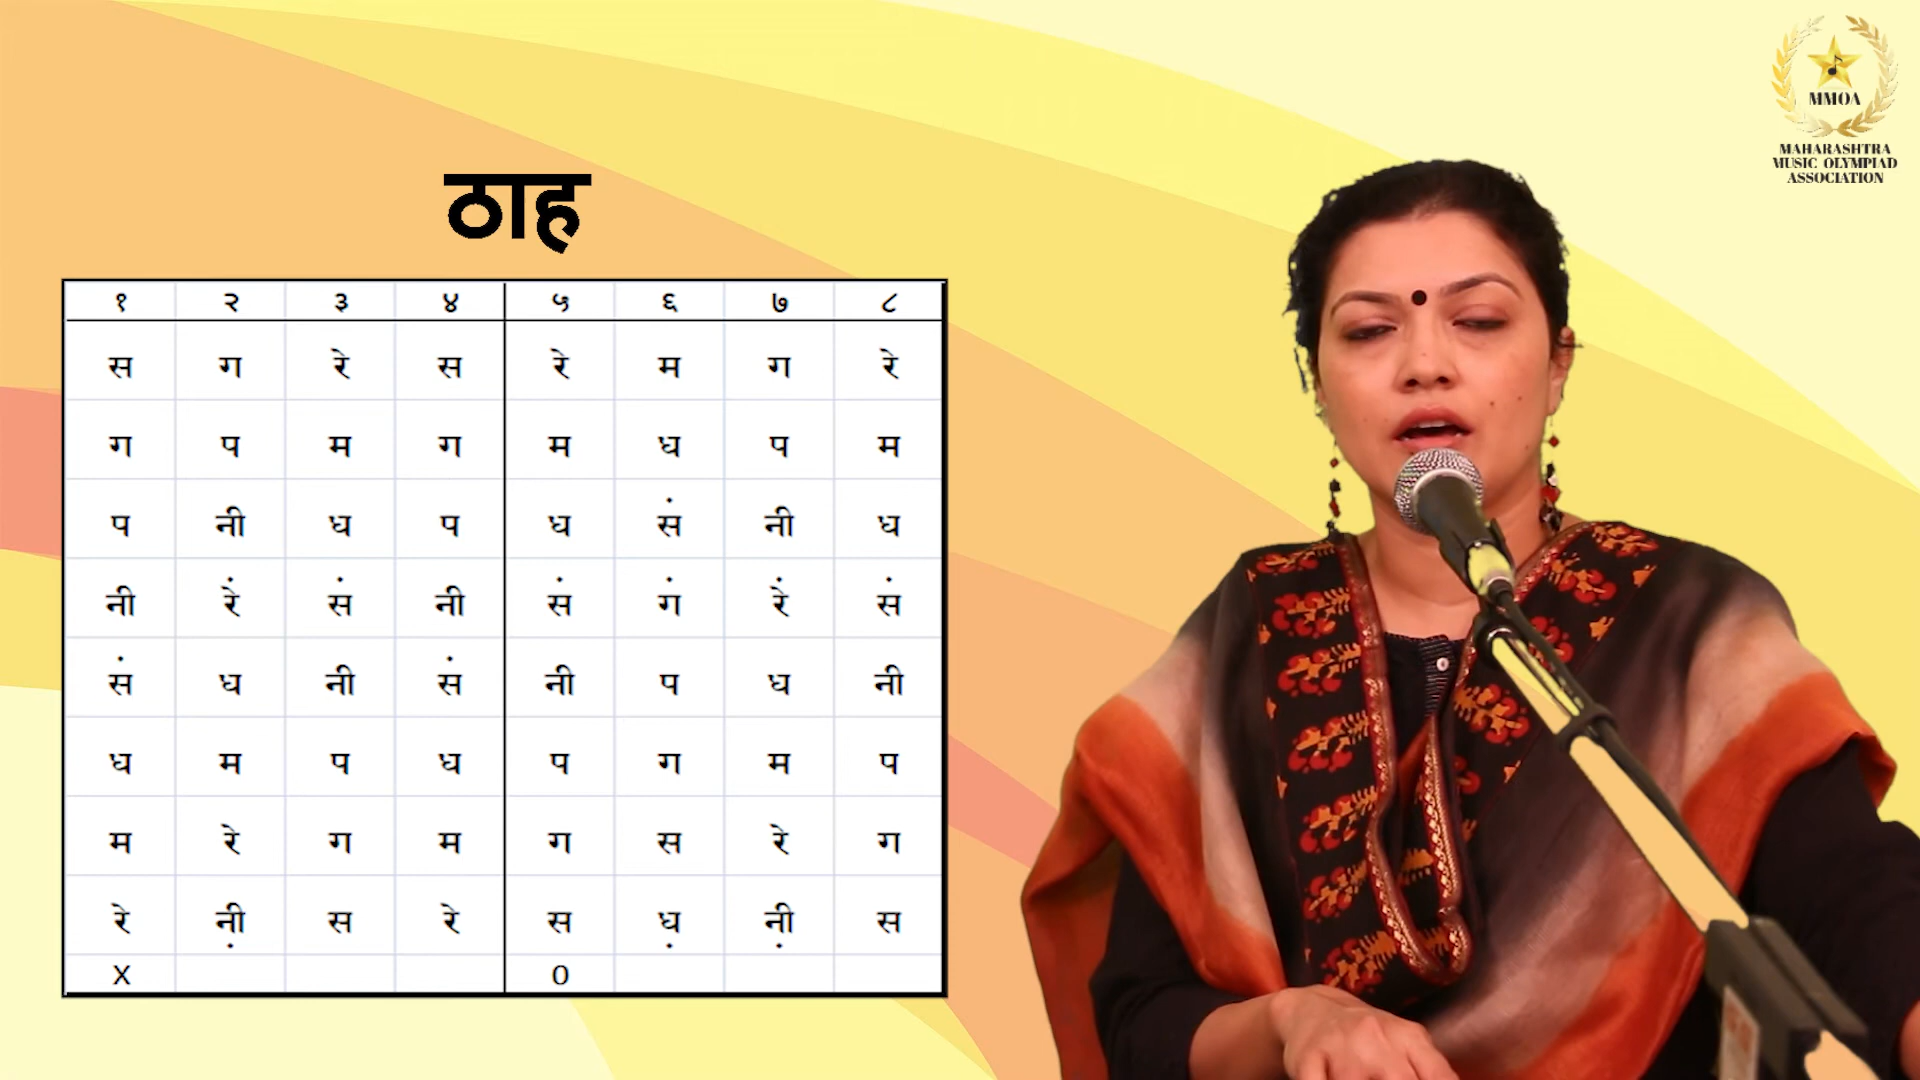 MMOA
MAHARASHTRA
MUSIC OLYMPIAD
ASSOCIATION
ठाह
१ २ ३ ४ ५ ६ ७ ८
स ग रे स रे म ग रे
ग प म ग म ध प म
प नी ध प ध सं नी ध
नी रें सं नी सं गं रें सं
सं ध नी सं नी प ध नी
ध म प ध प ग म प
म रे ग म ग स रे ग
रे नी़ स रे स ध़ नी़ स
X 0